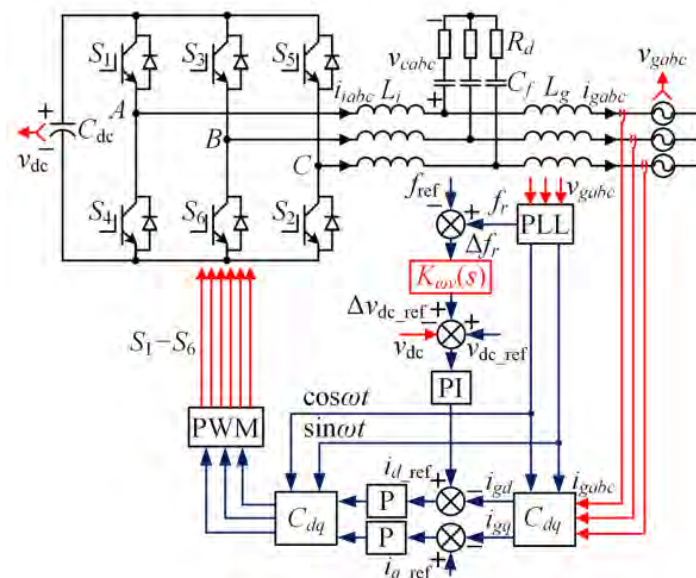 S1 S3 S5 vcabc Rd vgabc
+ − +
Cdc A iiabc Li Cf Lg igabc
vdc − B
C
S4 S6 S2 fref vgabc
− + fr PLL
Δfr
Kωv(s)
S1−S6 Δvdc_ref + − +
vdc vdc_ref
PI
cosωt
PWM sinωt
id_ref + igd igabc
Cdq P − Cdq
P igq
−
iq_ref +